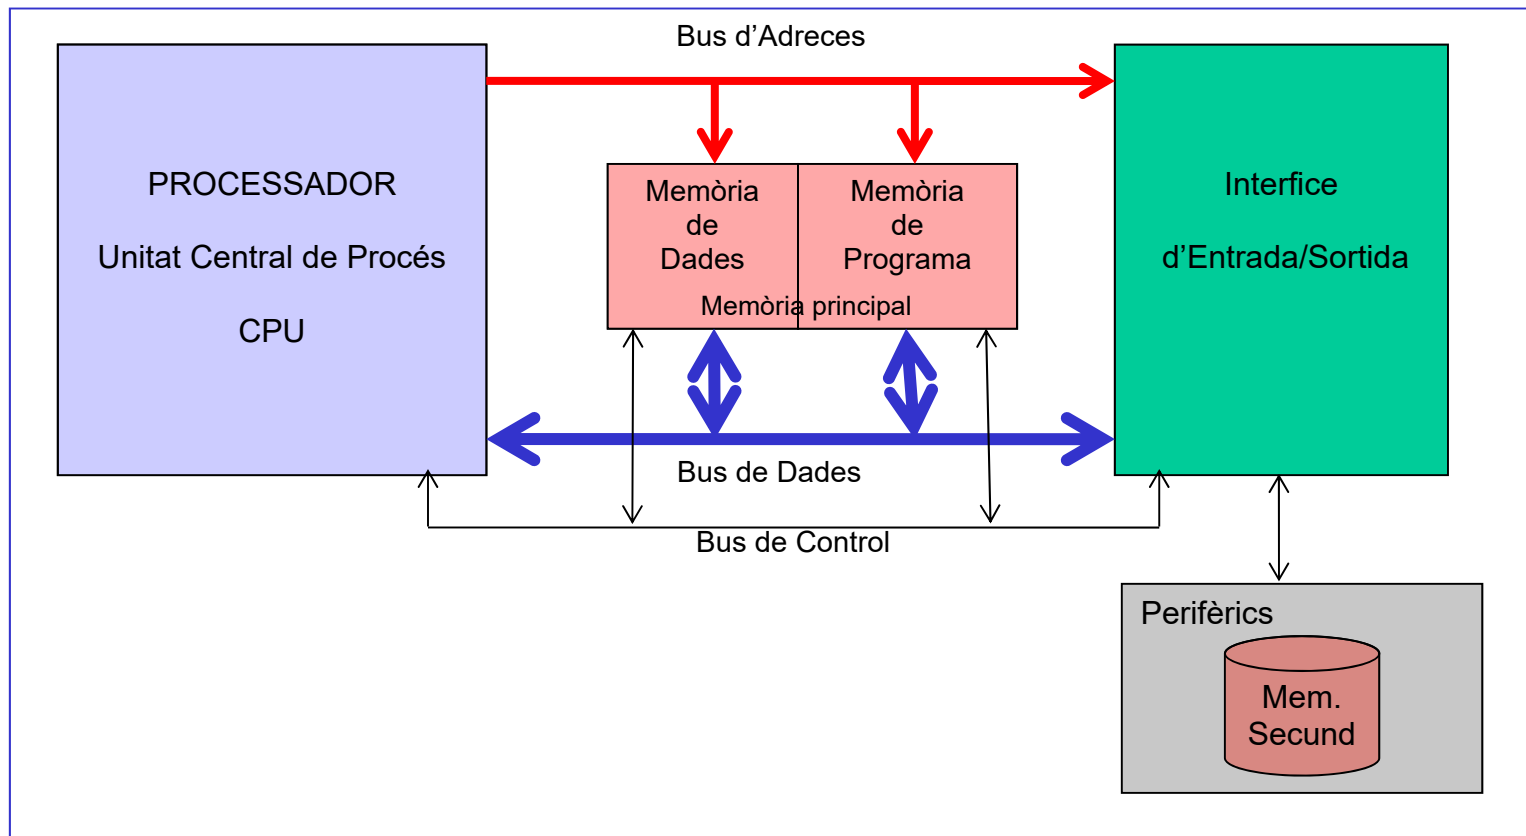 Bus d’Adreces
PROCESSADOR
Unitat Central de Procés
CPU
Memòria
de
Dades
Memòria
de
Programa
Memòria principal
Interfice
d’Entrada/Sortida
Bus de Dades
Bus de Control
Perifèrics
Mem.
Secund